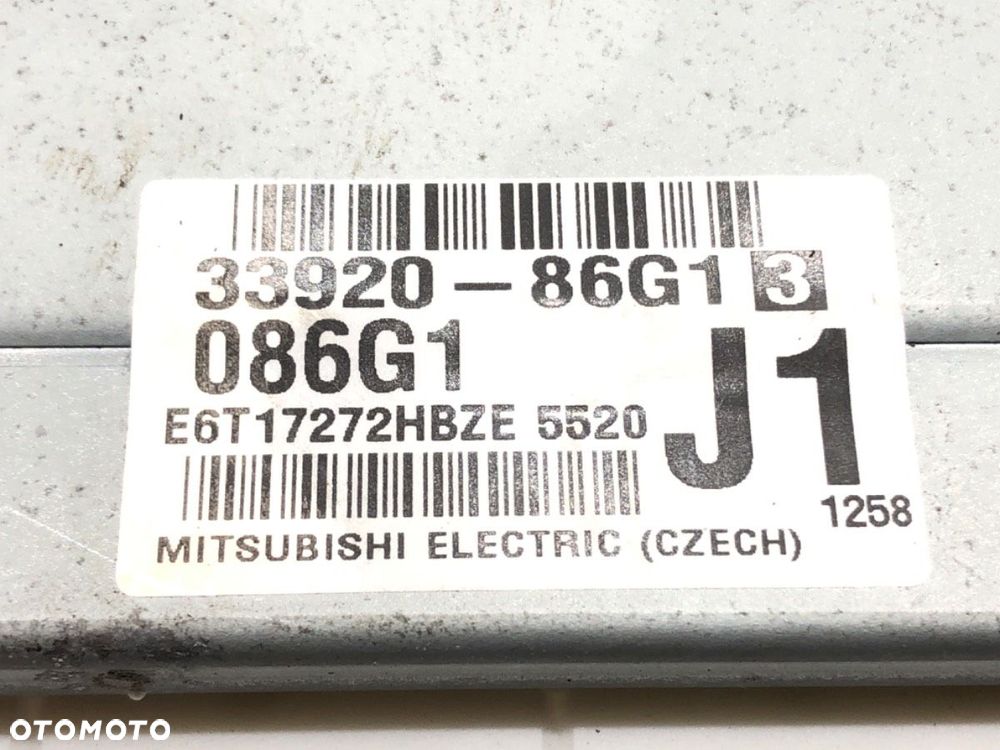 33920-86G1 3
086G1
J1
E6T17272HBZE 5520
1258
MITSUBISHI ELECTRIC (CZECH)
OTOMOTO